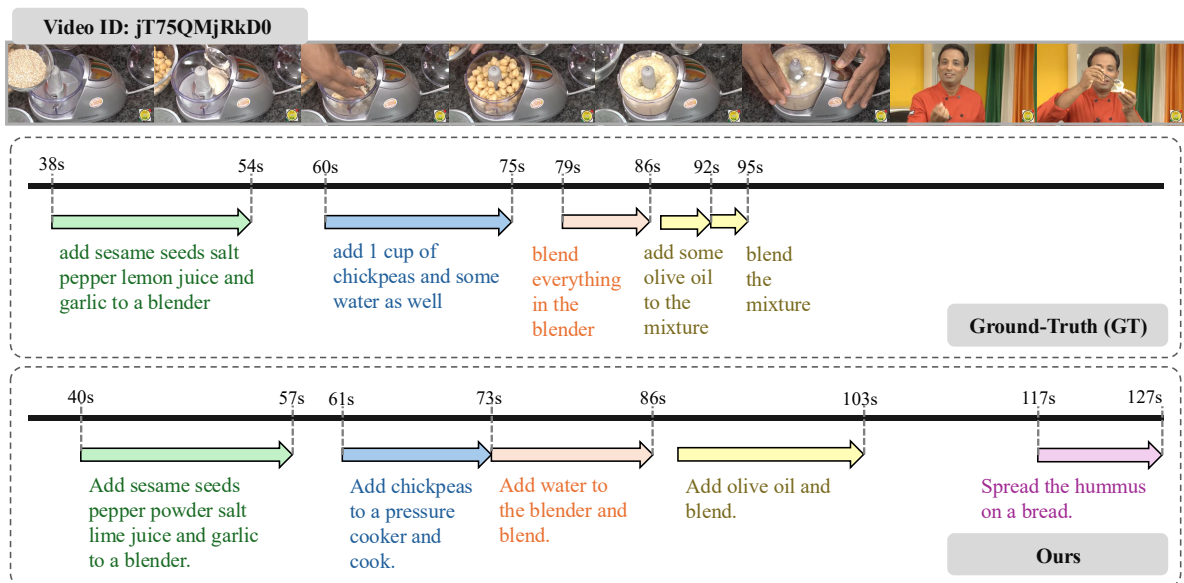 Video ID: jT75QMjRkD0
38s 54s 60s 75s 79s 86s 92s 95s
add sesame seeds salt
pepper lemon juice and
garlic to a blender
add 1 cup of
chickpeas and some
water as well
blend
everything
in the
blender
add some
olive oil
to the
mixture
blend
the
mixture
Ground-Truth (GT)
40s 57s 61s 73s 86s 103s 117s 127s
Add sesame seeds
pepper powder salt
lime juice and garlic
to a blender.
Add chickpeas
to a pressure
cooker and
cook.
Add water to
the blender and
blend.
Add olive oil and
blend.
Spread the hummus
on a bread.
Ours